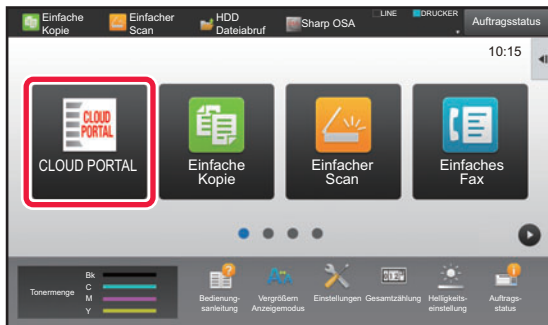 Einfache Kopie
Einfacher Scan
HDD Dateiabruf
Sharp OSA
LINE
DRUCKER
Auftragsstatus
10:15
CLOUD PORTAL
CLOUD PORTAL
Einfache
Kopie
Einfacher
Scan
Einfaches
Fax
Tonermenge
Bk
C
M
Y
Bedienung-
sanleitung
Vergrößern
Anzeigemodus
Einstellungen
Gesamtzählung
Helligkeits-
einstellung
Auftrags-
status